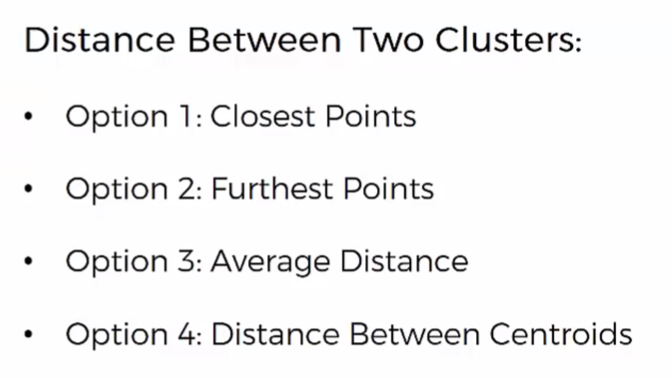 Distance Between Two Clusters:
• Option 1: Closest Points
• Option 2: Furthest Points
• Option 3: Average Distance
• Option 4: Distance Between Centroids